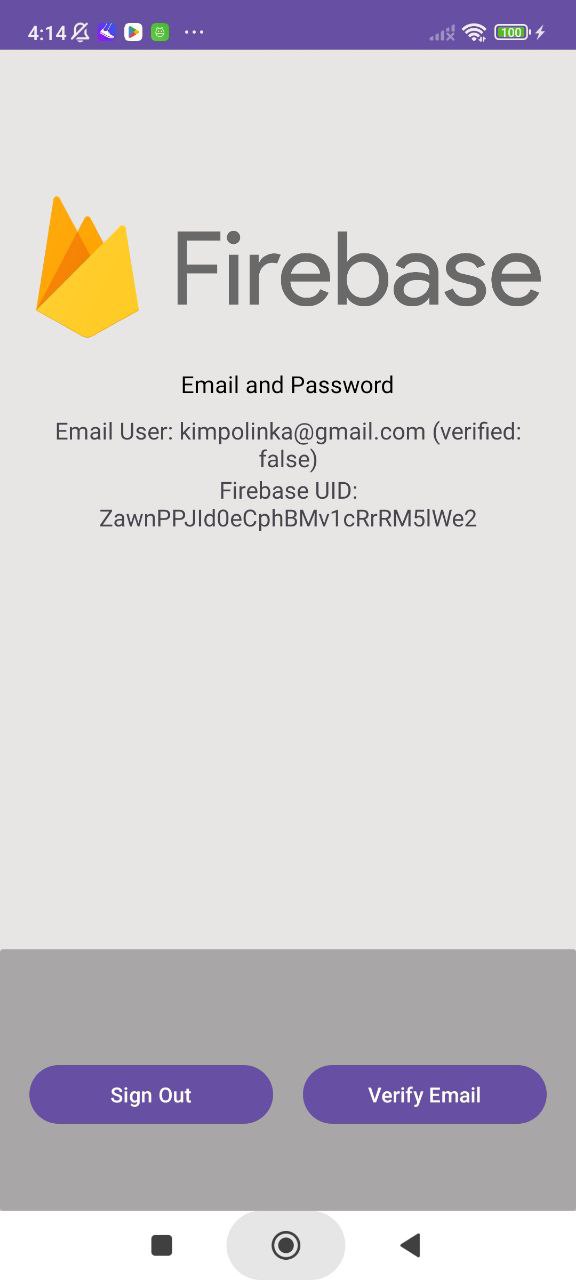 4:14
100
Firebase
Email and Password
Email User: kimpolinka@gmail.com (verified:
false)
Firebase UID:
ZawnPPJId0eCphBMv1cRrRM5lWe2
Sign Out
Verify Email